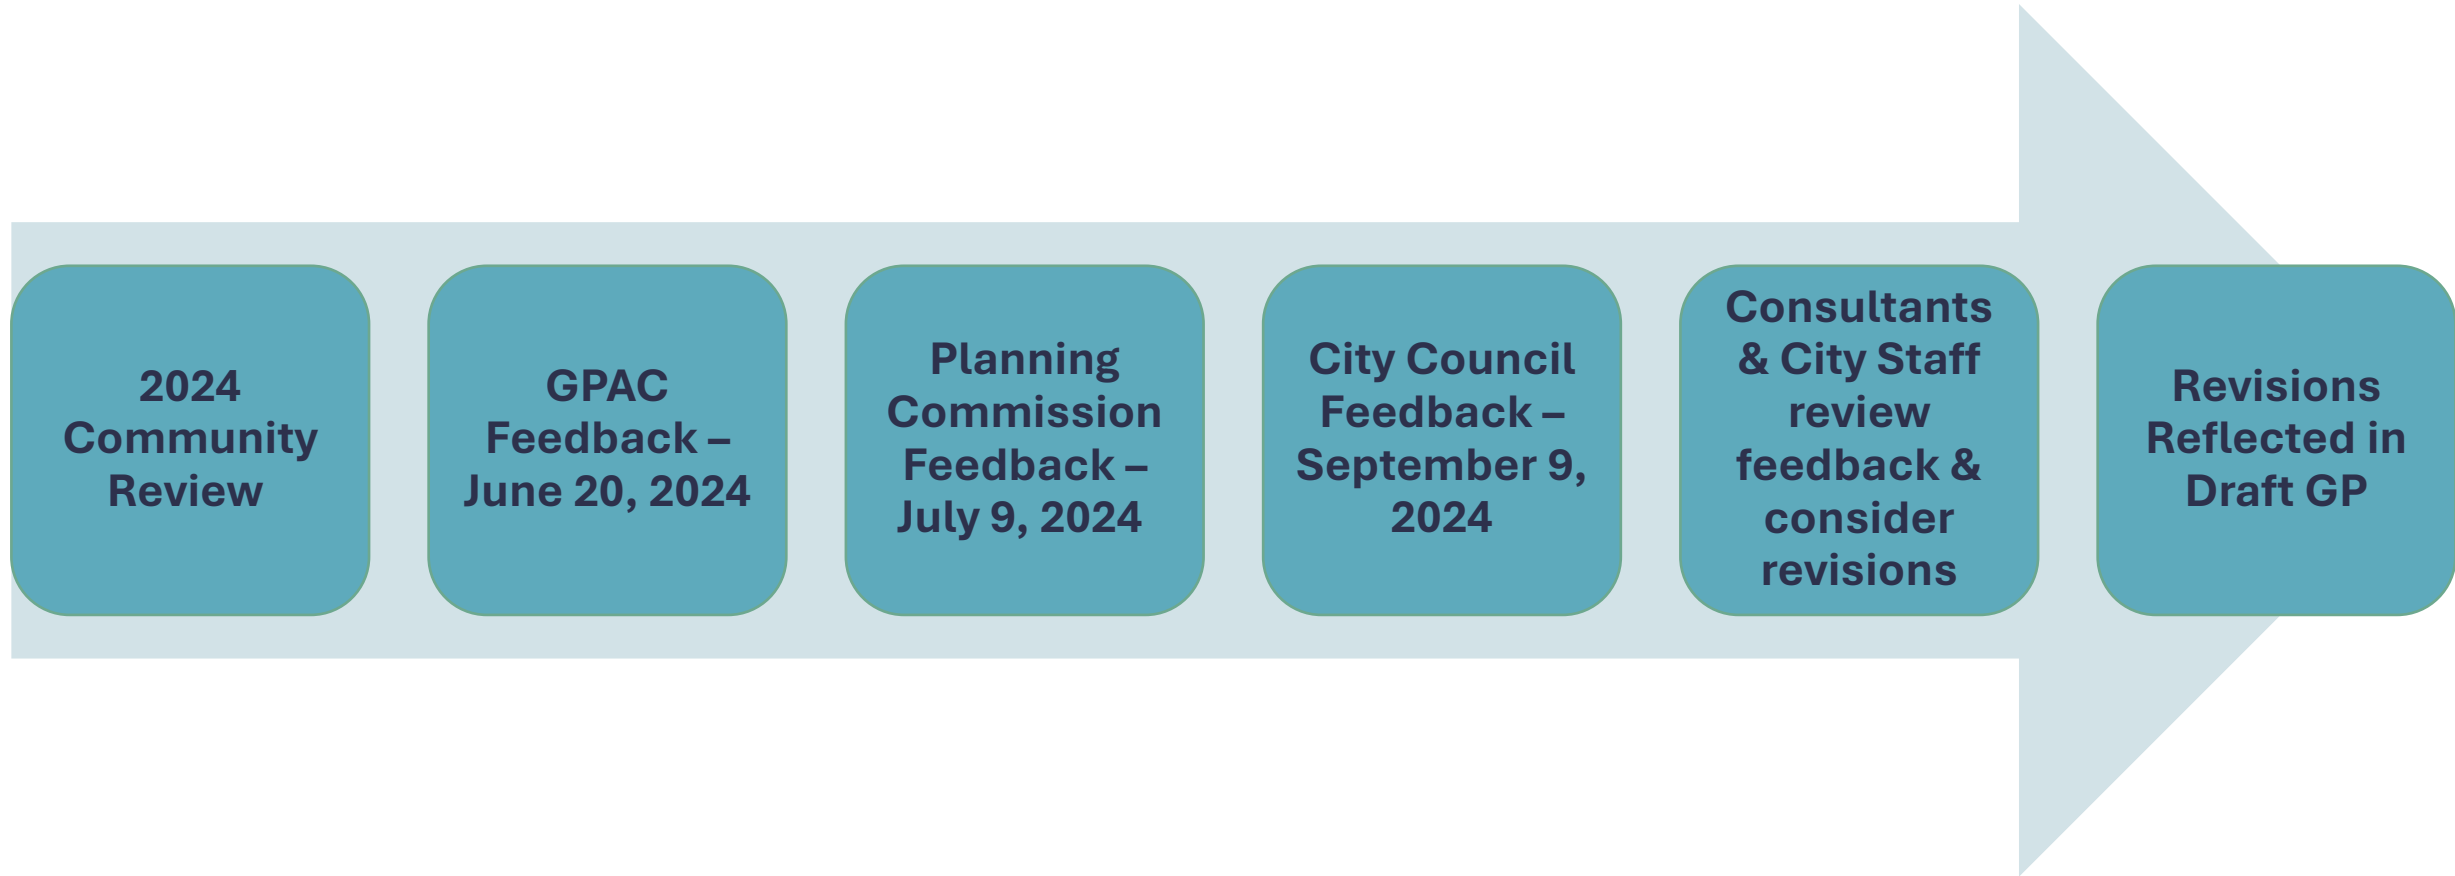 2024
Community
Review
GPAC
Feedback –
June 20, 2024
Planning
Commission
Feedback –
July 9, 2024
City Council
Feedback –
September 9,
2024
Consultants
& City Staff
review
feedback &
consider
revisions
Revisions
Reflected in
Draft GP